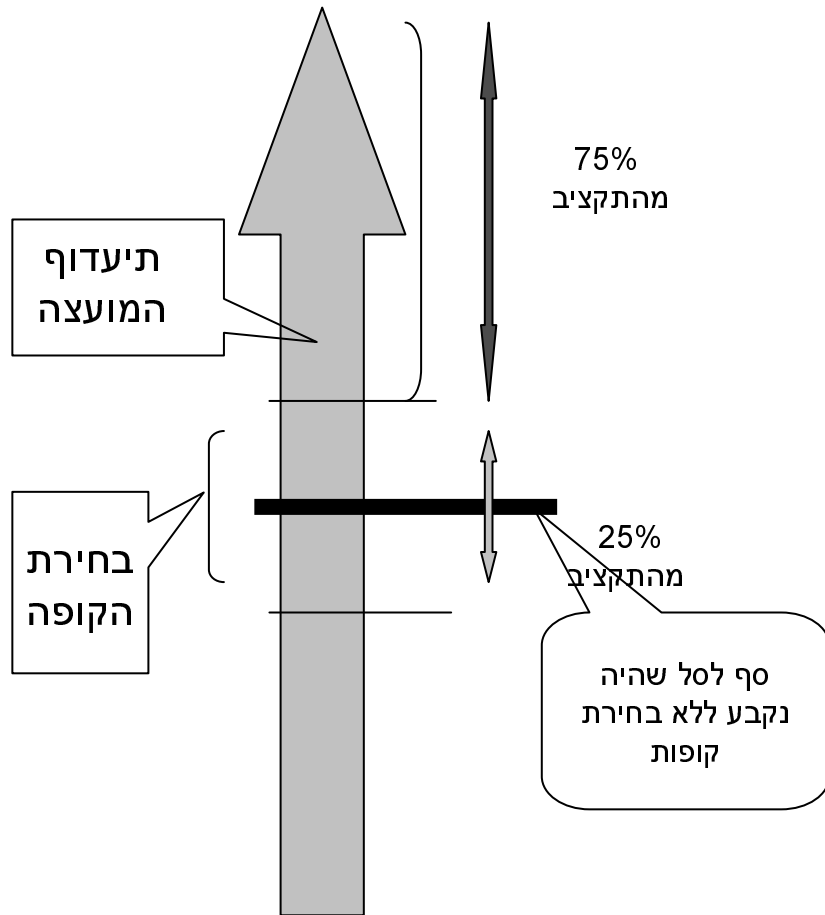 75%
מהתקציב
תיעדוף
המועצה
בחירת
הקופה
25%
מהתקציב
סף לסל שהיה
נקבע ללא בחירת
קופות